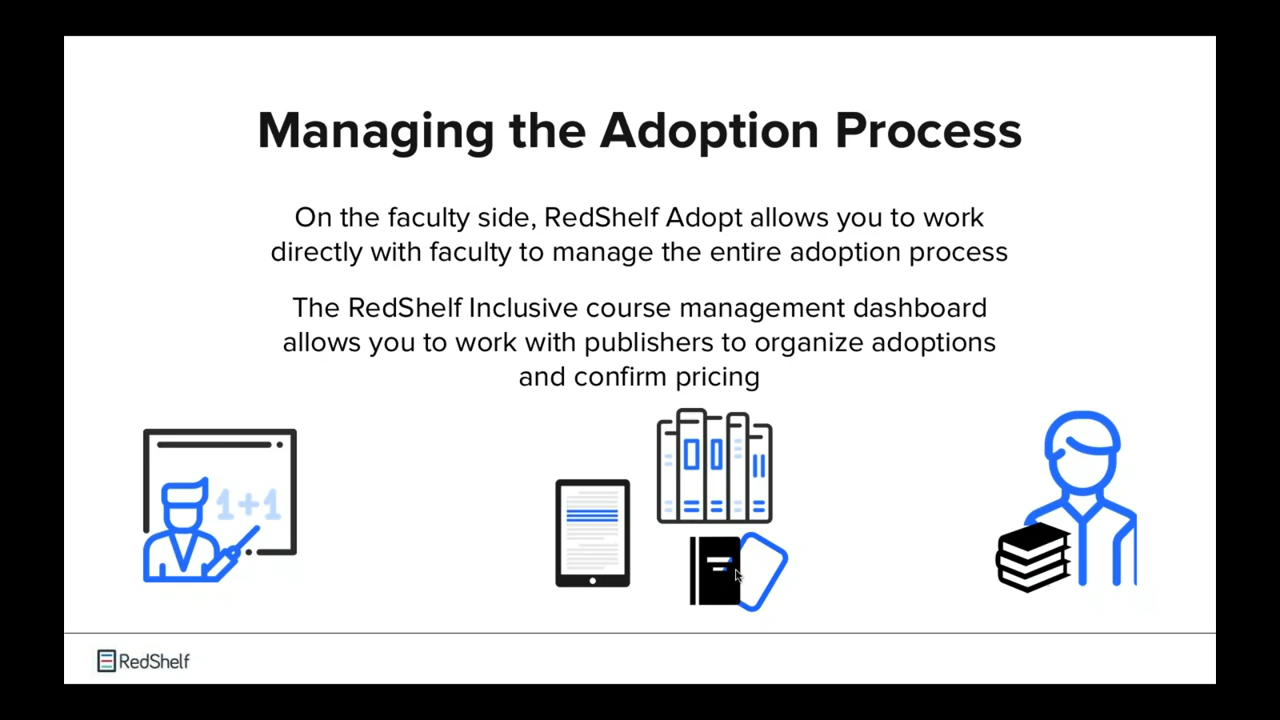 Managing the Adoption Process
On the faculty side, RedShelf Adopt allows you to work
directly with faculty to manage the entire adoption process
The RedShelf Inclusive course management dashboard
allows you to work with publishers to organize adoptions
and confirm pricing
1+1
RedShelf